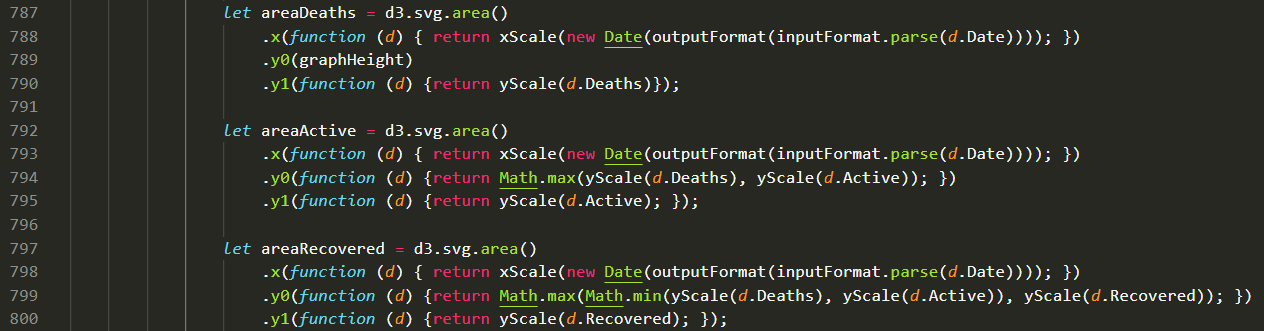 787 let areaDeaths = d3.svg.area()
788 .x(function (d) { return xScale(new Date(outputFormat(inputFormat.parse(d.Date)))); })
789 .y0(graphHeight)
790 .y1(function (d) {return yScale(d.Deaths)});
791
792 let areaActive = d3.svg.area()
793 .x(function (d) { return xScale(new Date(outputFormat(inputFormat.parse(d.Date)))); })
794 .y0(function (d) {return Math.max(yScale(d.Deaths), yScale(d.Active)); })
795 .y1(function (d) {return yScale(d.Active); });
796
797 let areaRecovered = d3.svg.area()
798 .x(function (d) { return xScale(new Date(outputFormat(inputFormat.parse(d.Date)))); })
799 .y0(function (d) {return Math.max(Math.min(yScale(d.Deaths), yScale(d.Active)), yScale(d.Recovered)); })
800 .y1(function (d) {return yScale(d.Recovered); });